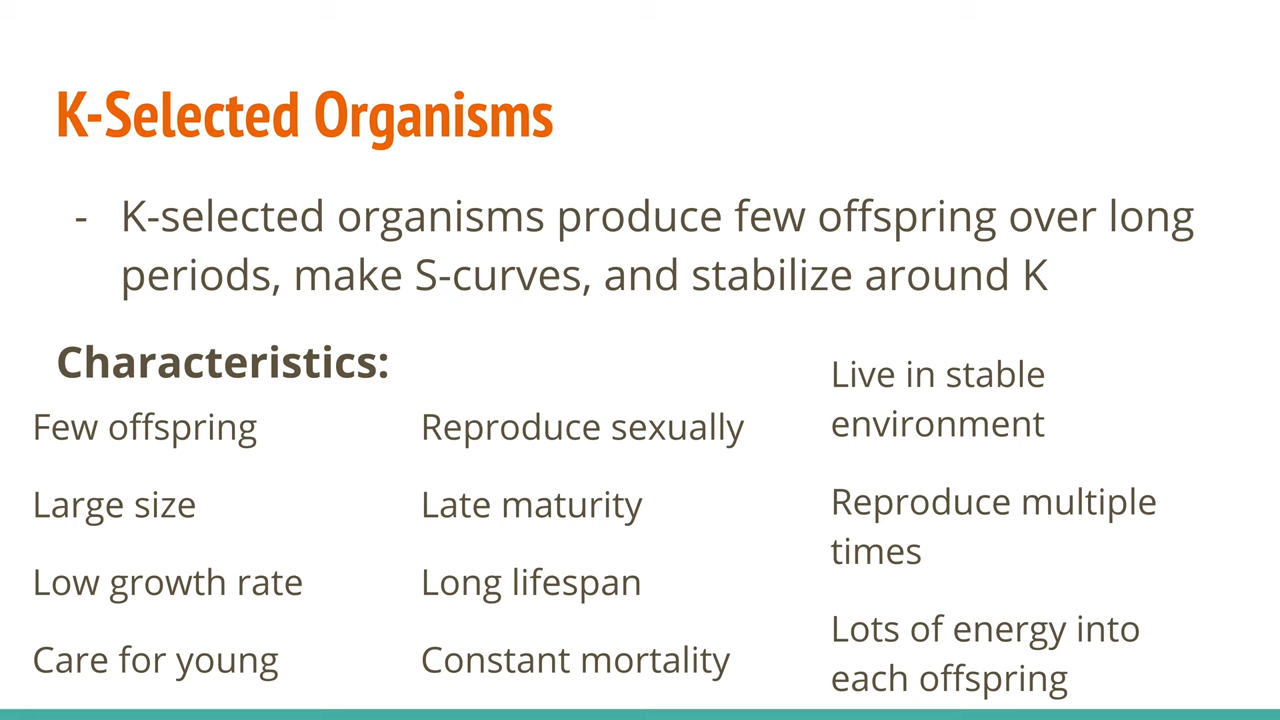 K-Selected Organisms
- K-selected organisms produce few offspring over long
periods, make S-curves, and stabilize around K
Characteristics:
Few offspring
Large size
Low growth rate
Care for young
Reproduce sexually
Late maturity
Long lifespan
Constant mortality
Live in stable
environment
Reproduce multiple
times
Lots of energy into
each offspring